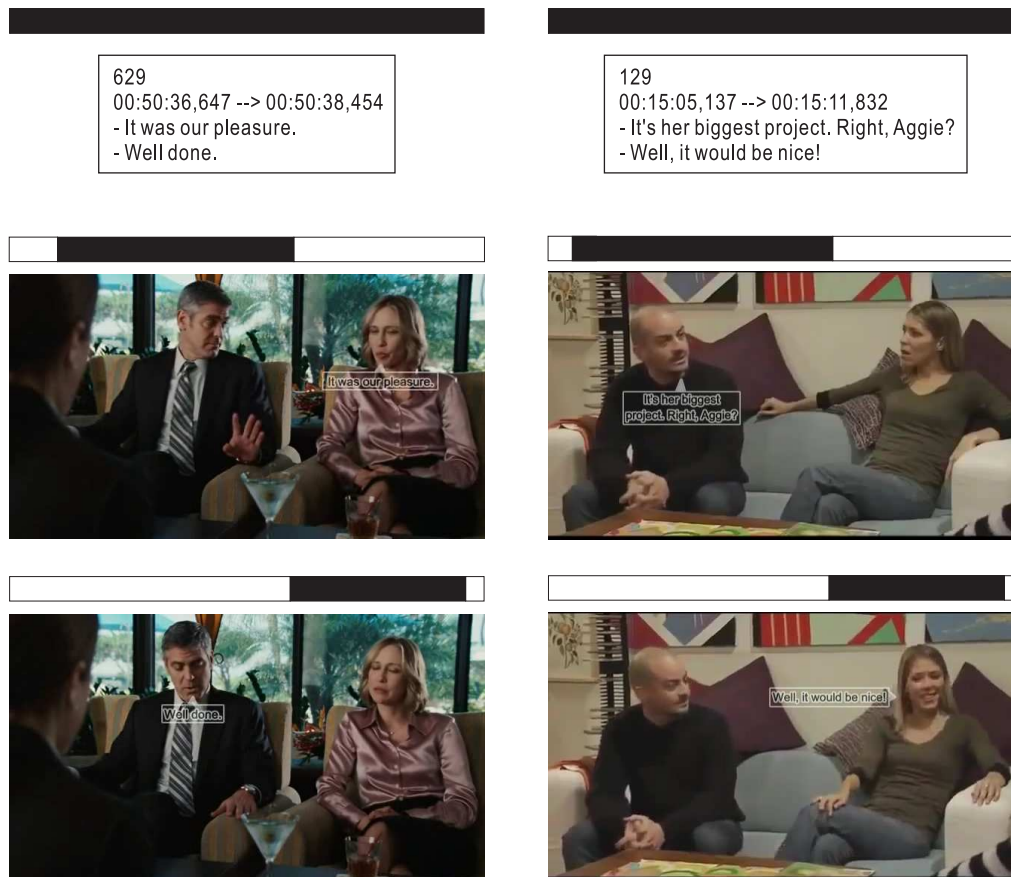 629
00:50:36,647 --> 00:50:38,454
- It was our pleasure.
- Well done.
129
00:15:05,137 --> 00:15:11,832
- It's her biggest project. Right, Aggie?
- Well, it would be nice!
It was our pleasure.
It's her biggest
project. Right, Aggie?
Well done.
Well, it would be nice!